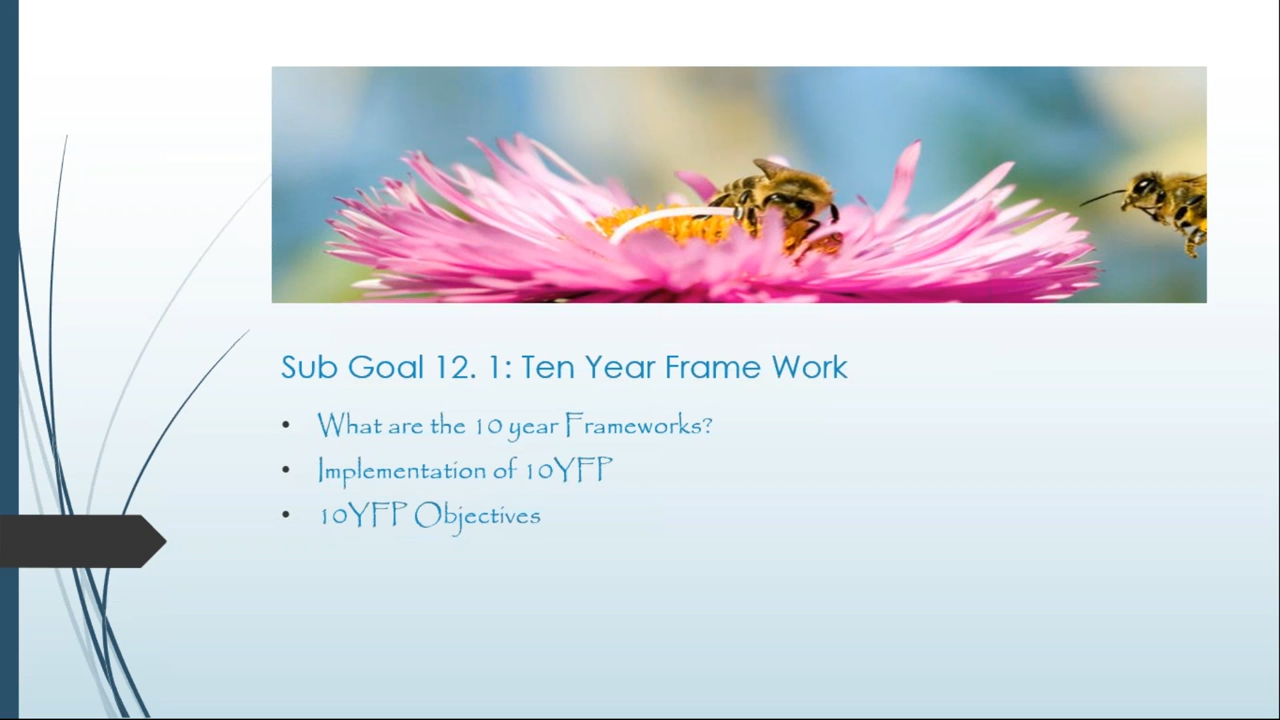 Sub Goal 12. 1: Ten Year Frame Work
• What are the 10 year Frameworks?
• Implementation of 10YFP
• 10YFP Objectives